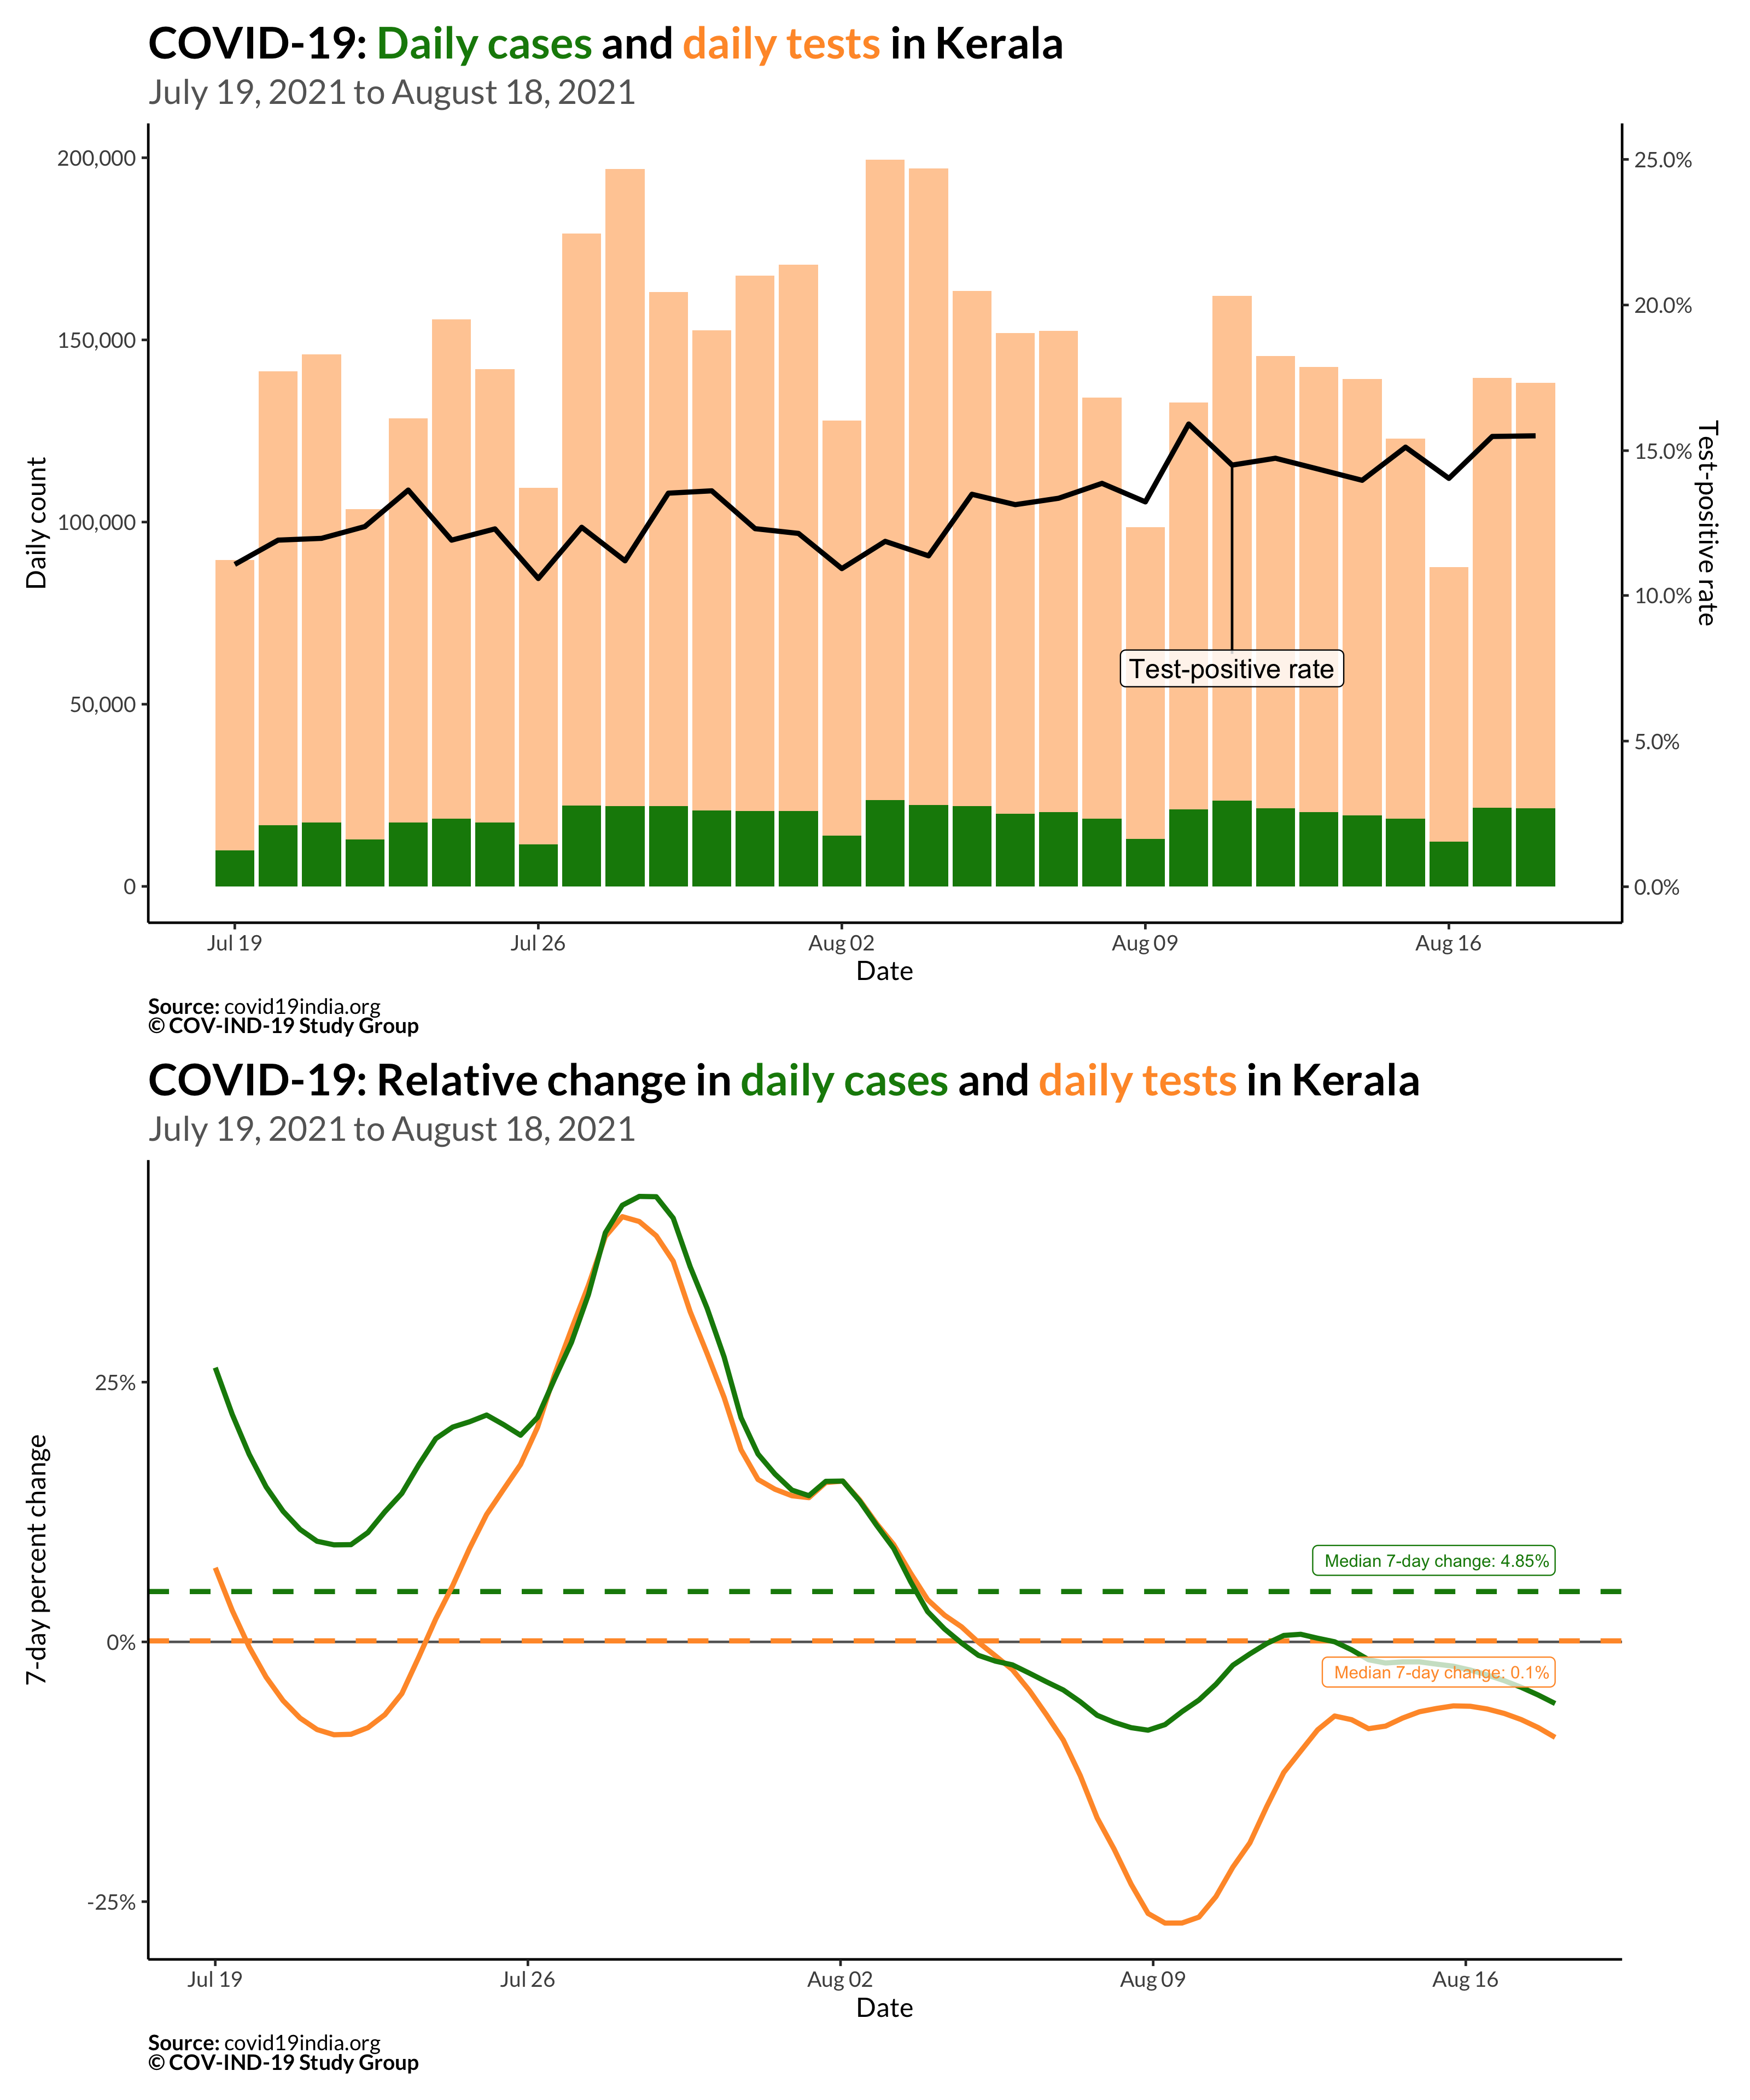 COVID-19: Daily cases and daily tests in Kerala
July 19, 2021 to August 18, 2021
200,000
150,000
100,000
50,000
0
Daily count
25.0%
20.0%
15.0%
10.0%
5.0%
0.0%
Test-positive rate
Test-positive rate
Jul 19
Jul 26
Aug 02
Aug 09
Aug 16
Date
Source: covid19india.org
© COV-IND-19 Study Group
COVID-19: Relative change in daily cases and daily tests in Kerala
July 19, 2021 to August 18, 2021
25%
0%
-25%
7-day percent change
Median 7-day change: 4.85%
Median 7-day change: 0.1%
Jul 19
Jul 26
Aug 02
Aug 09
Aug 16
Date
Source: covid19india.org
© COV-IND-19 Study Group